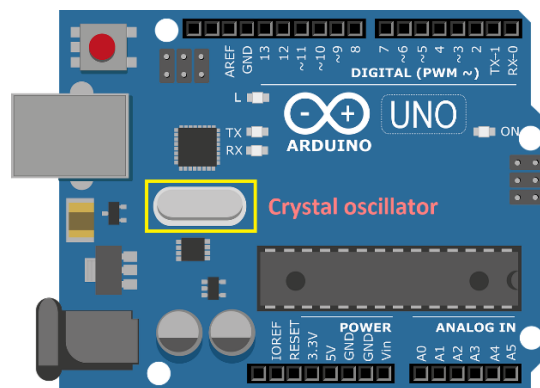 AREF
GND
13
12
~11
~10
~9
8
7
~6
~5
4
~3
2
TX-1
RX-0
DIGITAL (PWM ~)
L
TX
RX
ARDUINO
UNO
ON
Crystal oscillator
POWER
ANALOG IN
IOREF
RESET
3.3V
5V
GND
GND
Vin
A0
A1
A2
A3
A4
A5